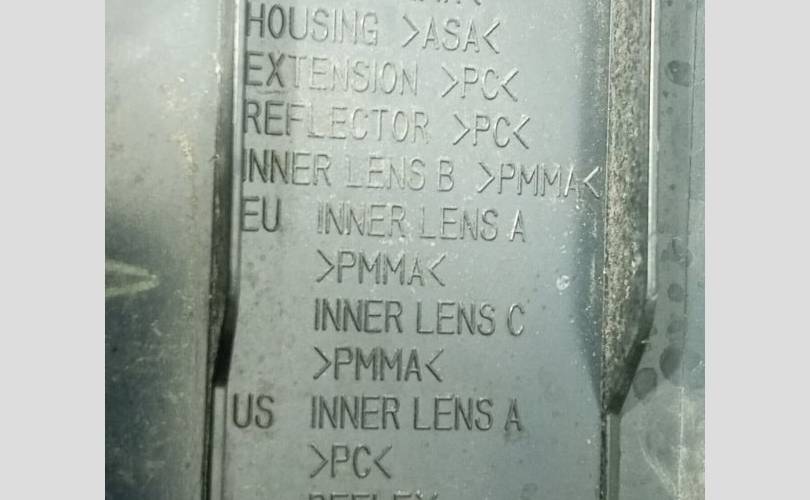 HOUSING >ASA<
EXTENSION >PC<
REFLECTOR >PC<
INNER LENS B >PMMA<
EU INNER LENS A
>PMMA<
INNER LENS C
>PMMA<
US INNER LENS A
>PC<
REFLEX